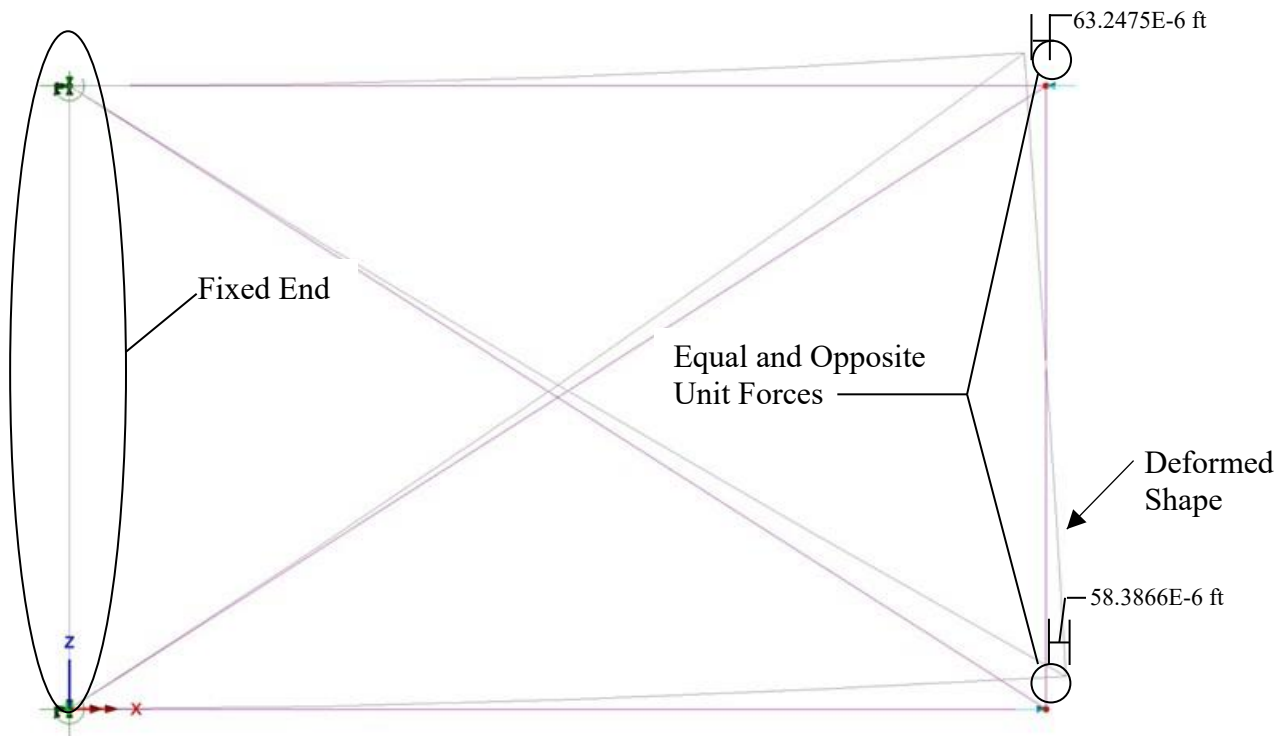 63.2475E-6 ft
Fixed End
Equal and Opposite
Unit Forces
Deformed
Shape
58.3866E-6 ft
Z
X